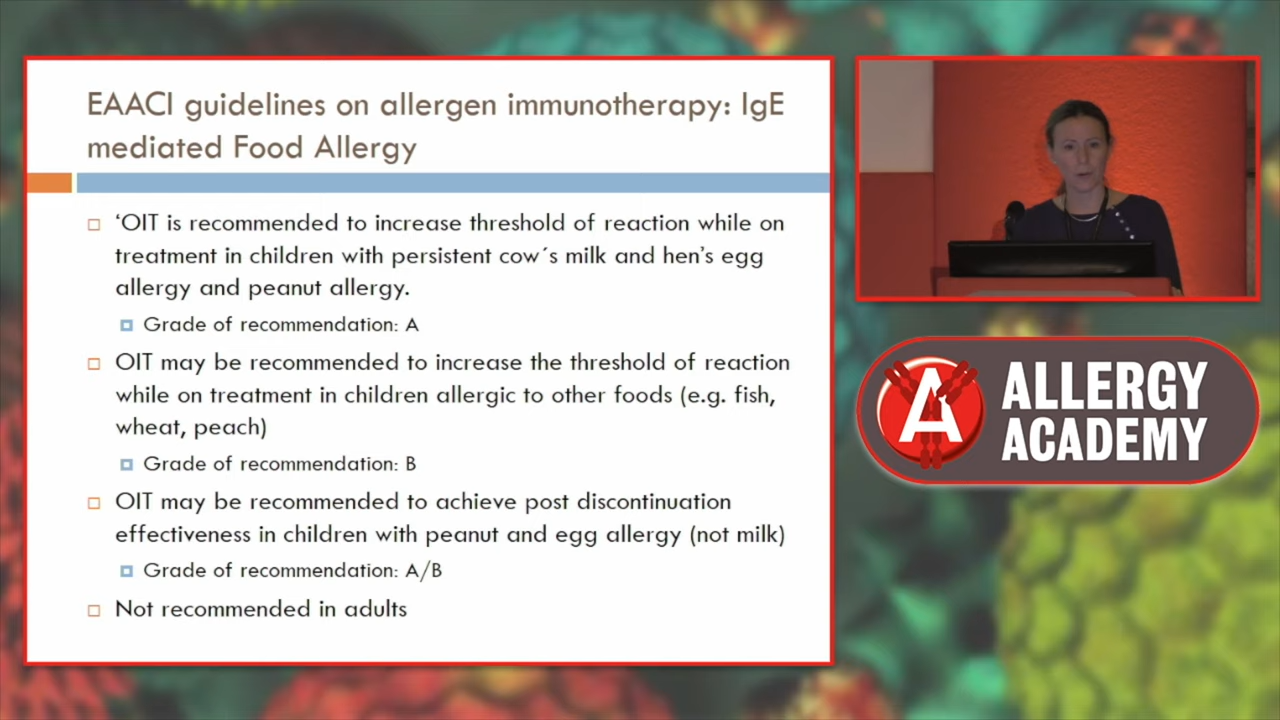 EAACI guidelines on allergen immunotherapy: IgE
mediated Food Allergy
‘OIT is recommended to increase threshold of reaction while on
treatment in children with persistent cow´s milk and hen’s egg
allergy and peanut allergy.
Grade of recommendation: A
OIT may be recommended to increase the threshold of reaction
while on treatment in children allergic to other foods (e.g. fish,
wheat, peach)
Grade of recommendation: B
OIT may be recommended to achieve post discontinuation
effectiveness in children with peanut and egg allergy (not milk)
Grade of recommendation: A/B
Not recommended in adults
A
ALLERGY
ACADEMY